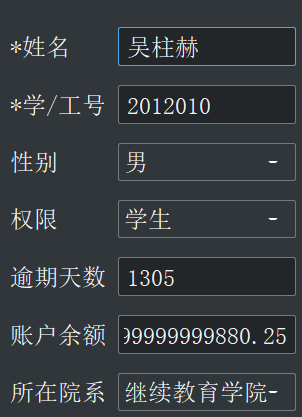 *姓名 吴柱赫
*学/工号 2012010
性别 男
权限 学生
逾期天数 1305
账户余额 99999999880.25
所在院系 继续教育学院